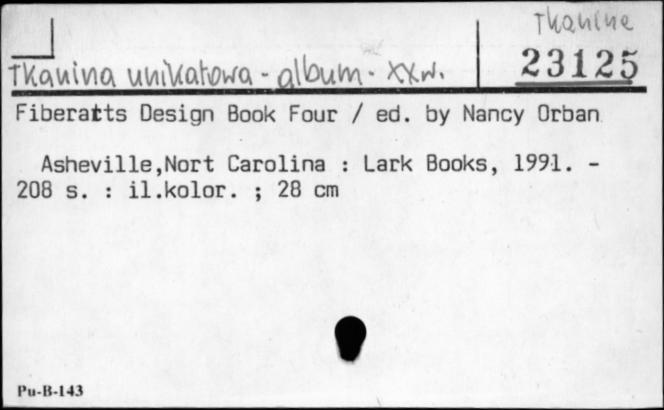 Tkanina
23125
Tkanina unikatowa - album - XXw.
Fiberatts Design Book Four / ed. by Nancy Orban
Asheville,Nort Carolina : Lark Books, 1991. -
208 s. : il.kolor. ; 28 cm
Pu-B-143